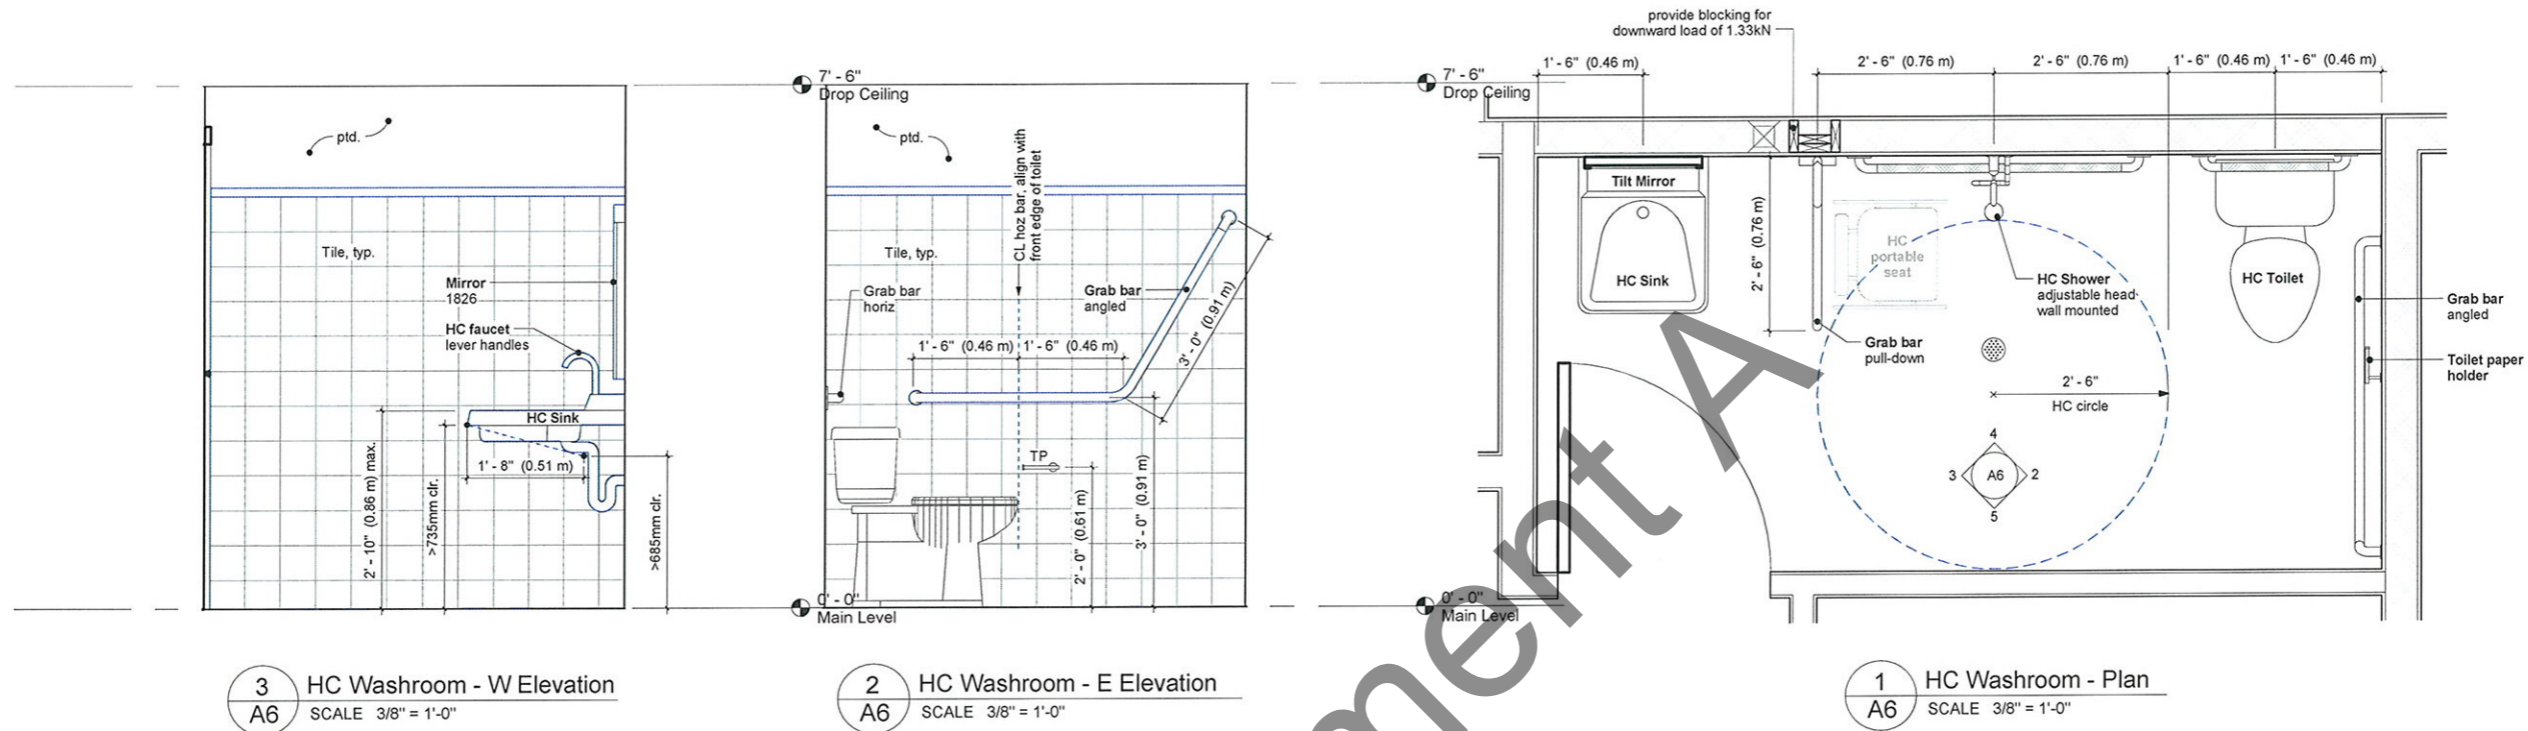 ptd.
Tile, typ.
Mirror
1826
HC faucet
lever handles
HC Sink
1' - 8" (0.51 m)
2' - 10" (0.86 m) max.
>735mm clr.
>685mm clr.
3
A6
HC Washroom - W Elevation
SCALE 3/8" = 1'-0"
7' - 6"
Drop Ceiling
ptd.
CL hoz bar, align with
front edge of toilet
Tile, typ.
Grab bar
horiz
Grab bar
angled
1' - 6" (0.46 m)
1' - 6" (0.46 m)
3' - 0" (0.91 m)
TP
2' - 0" (0.61 m)
3' - 0" (0.91 m)
0' - 0"
Main Level
2
A6
HC Washroom - E Elevation
SCALE 3/8" = 1'-0"
provide blocking for
downward load of 1.33kN
7' - 6"
Drop Ceiling
1' - 6" (0.46 m)
2' - 6" (0.76 m)
2' - 6" (0.76 m)
1' - 6" (0.46 m)
1' - 6" (0.46 m)
Tilt Mirror
HC Sink
2' - 6" (0.76 m)
HC
portable
seat
HC Shower
adjustable head
wall mounted
HC Toilet
Grab bar
pull-down
Grab bar
angled
Toilet paper
holder
2' - 6"
HC circle
4
3
A6
2
5
0' - 0"
Main Level
1
A6
HC Washroom - Plan
SCALE 3/8" = 1'-0"